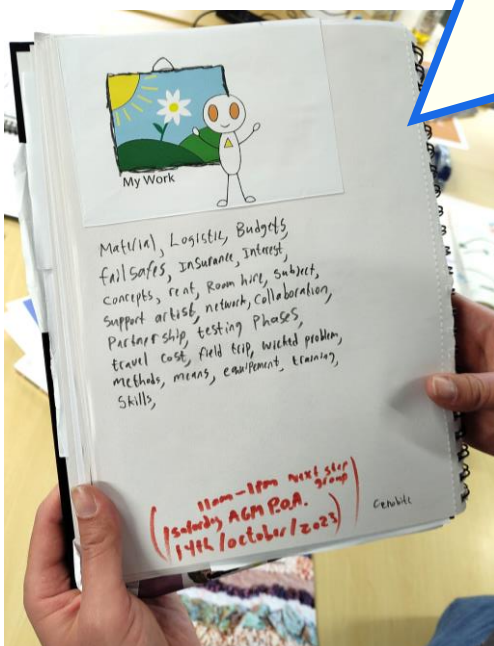 My Work
Material, Logistic, Budgets,
failsafes, Insurance, Interest,
Concepts, rent, Room hire, Subject,
Support artist, network, Collaboration,
Partnership, testing Phases,
travel cost, field trip, wicked problem,
methods, means, equipement, training,
Skills,
(11am-1pm next step
group)
(saturday AGM P.O.A.
14th/october/2023)